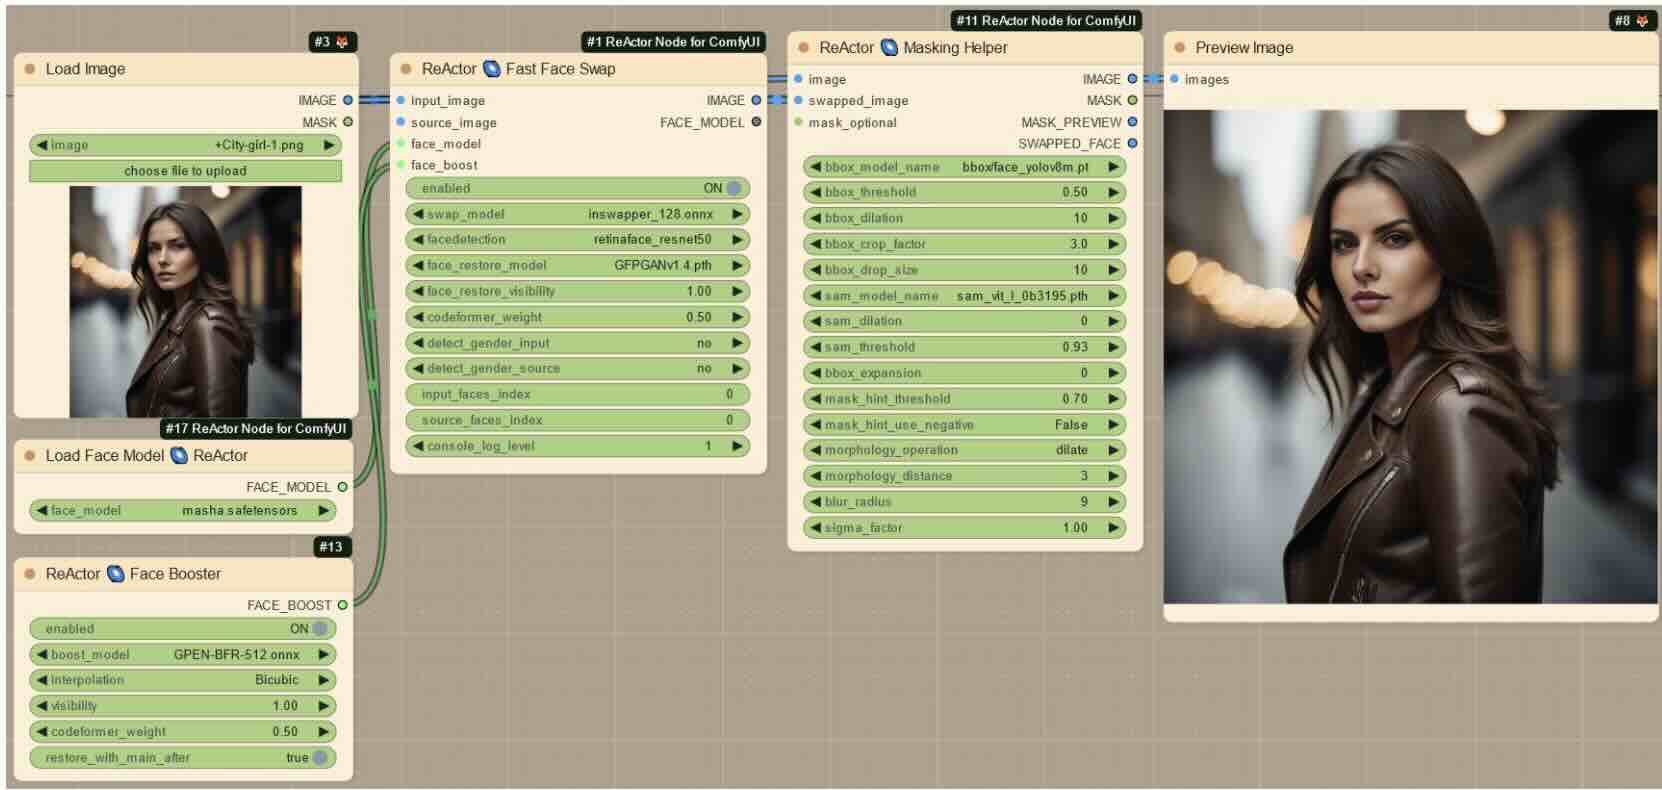 #3
Load Image
IMAGE
MASK
image +City-girl-1.png
choose file to upload
#17 ReActor Node for ComfyUI
Load Face Model ReActor
FACE_MODEL
face_model masha.safetensors
#13
ReActor Face Booster
FACE_BOOST
enabled ON
boost_model GPEN-BFR-512.onnx
interpolation Bicubic
visibility 1.00
codeformer_weight 0.50
restore_with_main_after true
#1 ReActor Node for ComfyUI
ReActor Fast Face Swap
input_image IMAGE
source_image FACE_MODEL
face_model
face_boost
enabled ON
swap_model inswapper_128.onnx
facedetection retinaface_resnet50
face_restore_model GFPGANv1.4.pth
face_restore_visibility 1.00
codeformer_weight 0.50
detect_gender_input no
detect_gender_source no
input_faces_index 0
source_faces_index 0
console_log_level 1
#11 ReActor Node for ComfyUI
ReActor Masking Helper
image IMAGE
swapped_image MASK
mask_optional MASK_PREVIEW
SWAPPED_FACE
bbox_model_name bbox/face_yolov8m.pt
bbox_threshold 0.50
bbox_dilation 10
bbox_crop_factor 3.0
bbox_drop_size 10
sam_model_name sam_vit_l_0b3195.pth
sam_dilation 0
sam_threshold 0.93
bbox_expansion 0
mask_hint_threshold 0.70
mask_hint_use_negative False
morphology_operation dilate
morphology_distance 3
blur_radius 9
sigma_factor 1.00
#8
Preview Image
images